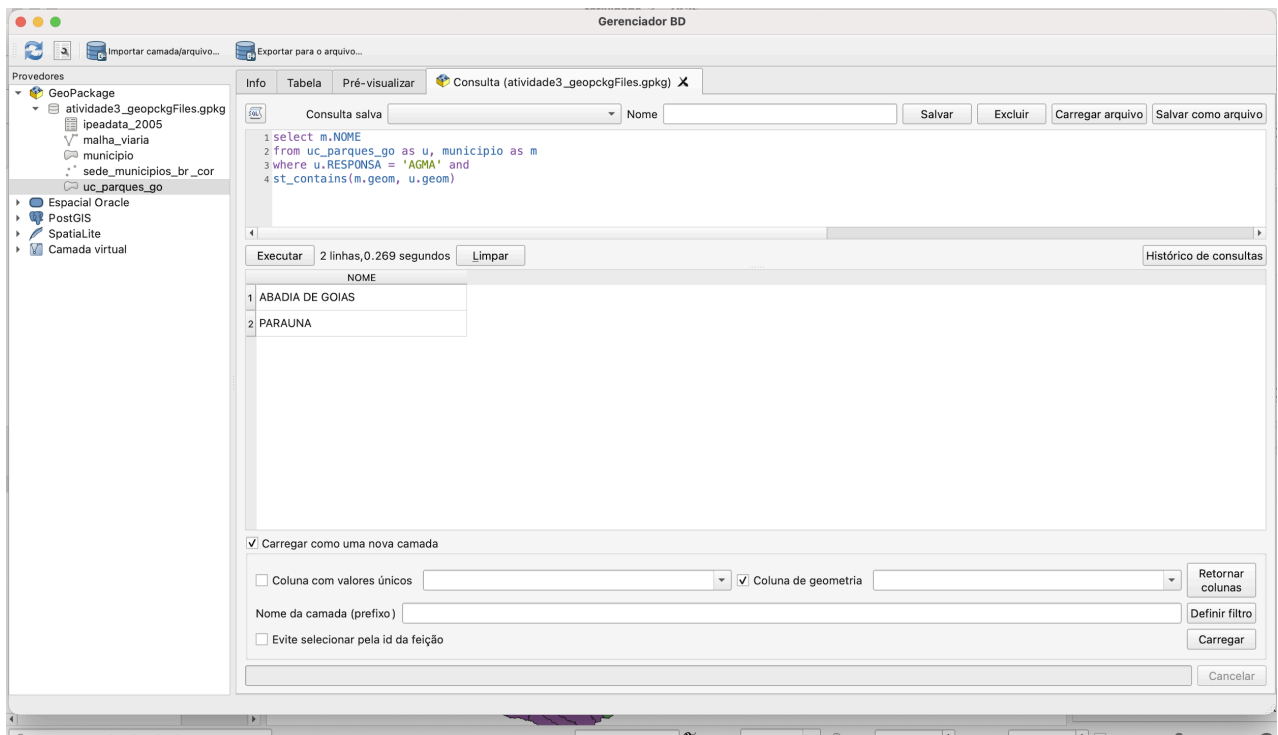 Gerenciador BD
Importar camada/arquivo...
Exportar para o arquivo...
Provedores
GeoPackage
atividade3_geopckgFiles.gpkg
ipeadata_2005
malha_viaria
municipio
sede_municipios_br_cor
uc_parques_go
Espacial Oracle
PostGIS
SpatiaLite
Camada virtual
Info
Tabela
Pré-visualizar
Consulta (atividade3_geopckgFiles.gpkg)
SQL
Consulta salva
Nome
Salvar
Excluir
Carregar arquivo
Salvar como arquivo
1 select m.NOME
2 from uc_parques_go as u, municipio as m
3 where u.RESPONSA = 'AGMA' and
4 st_contains(m.geom, u.geom)
Executar
2 linhas,0.269 segundos
Limpar
Histórico de consultas
NOME
1 ABADIA DE GOIAS
2 PARAUNA
Carregar como uma nova camada
Coluna com valores únicos
Coluna de geometria
Retornar
colunas
Nome da camada (prefixo)
Definir filtro
Evite selecionar pela id da feição
Carregar
Cancelar